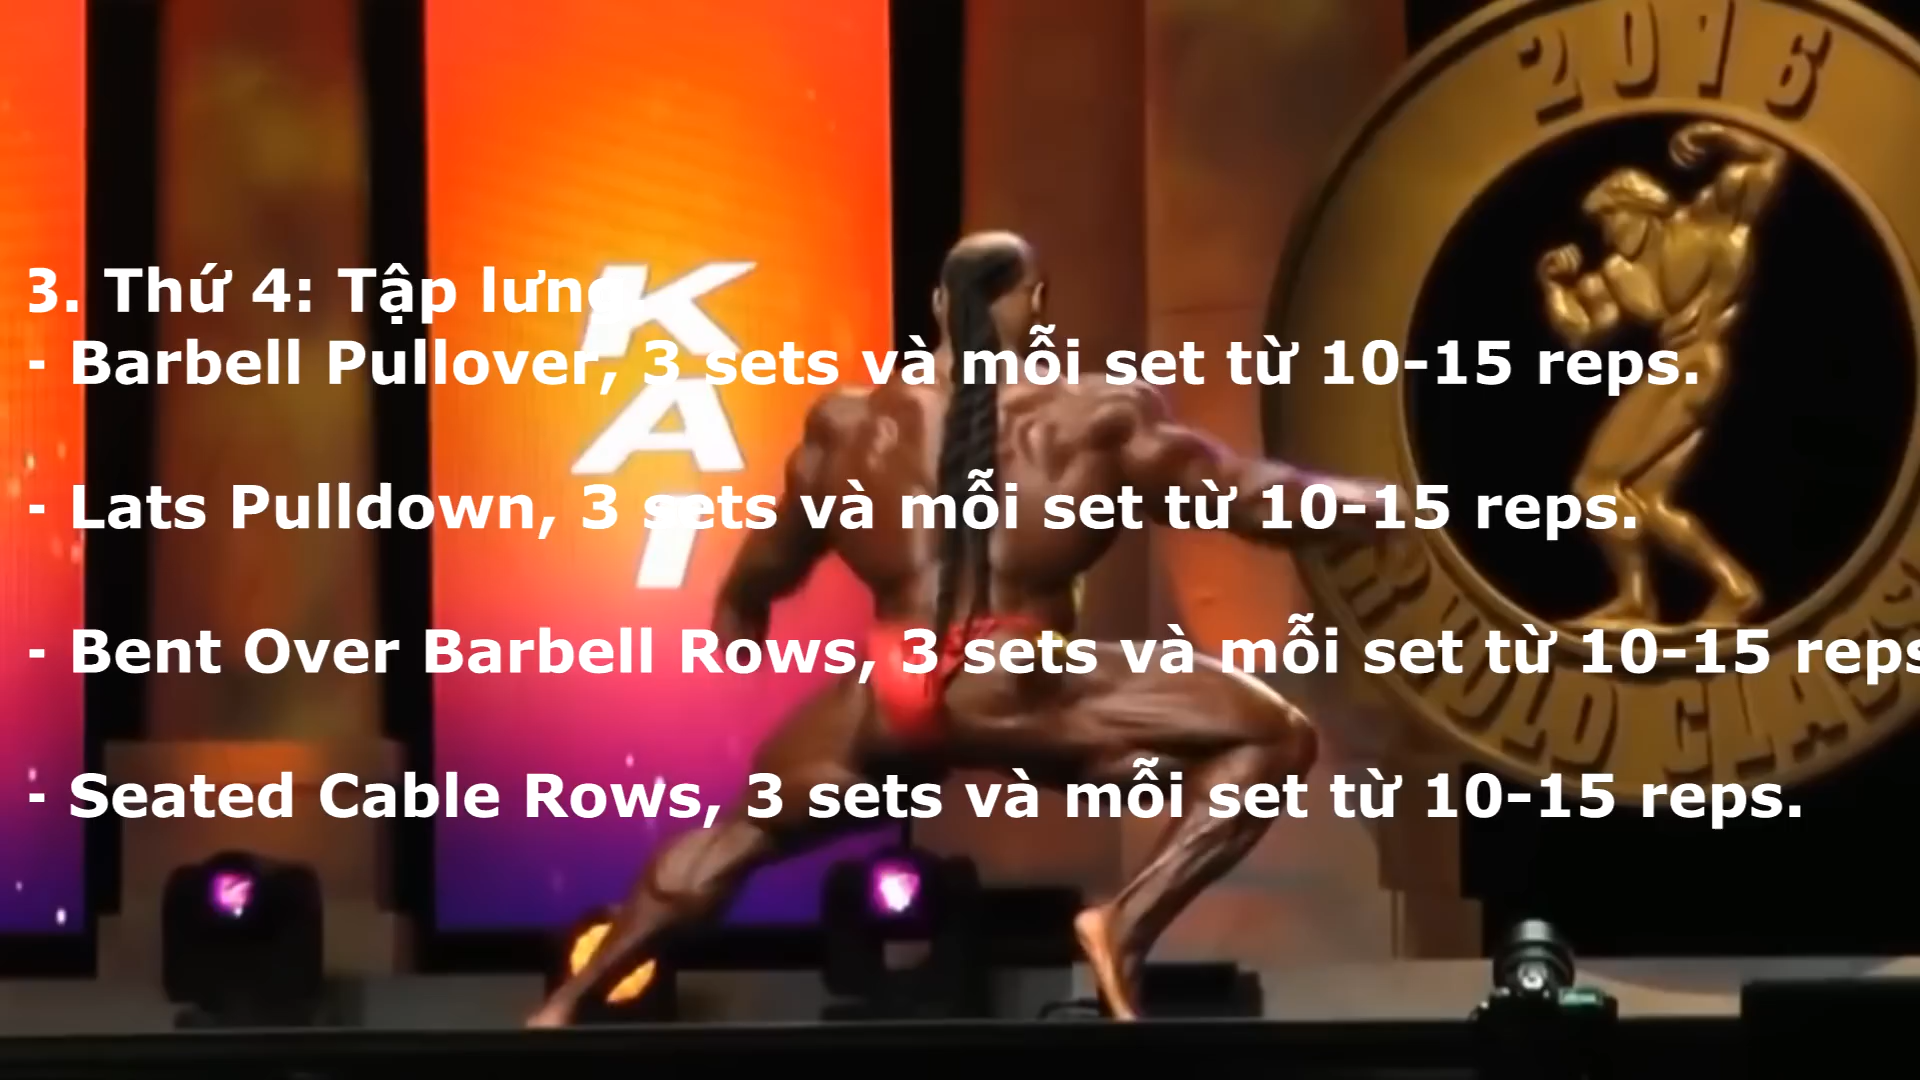 2016
3. Thứ 4: Tập lưng
KAI
- Barbell Pullover, 3 sets và mỗi set từ 10-15 reps.
- Lats Pulldown, 3 sets và mỗi set từ 10-15 reps.
- Bent Over Barbell Rows, 3 sets và mỗi set từ 10-15 reps
- Seated Cable Rows, 3 sets và mỗi set từ 10-15 reps.